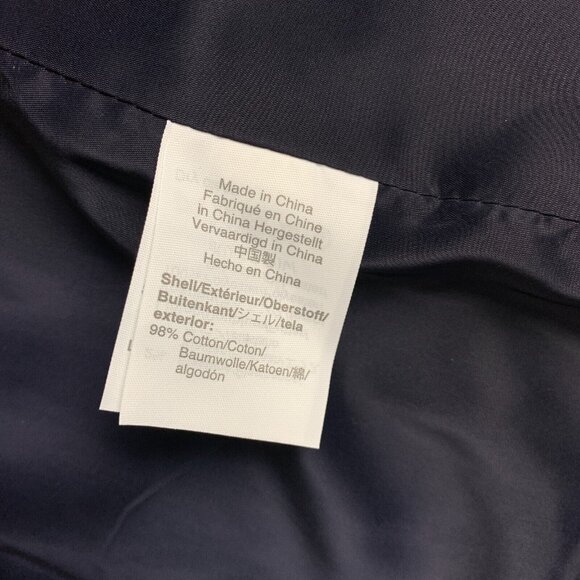 Made in China
Fabriqué en Chine
In China Hergestellt
Vervaardigd in China
中国製
Hecho en China
Shell/Extérieur/Oberstoff/
Buitenkant/シェル/tela
exterior:
98% Cotton/Coton/
Baumwolle/Katoen/綿/
algodón